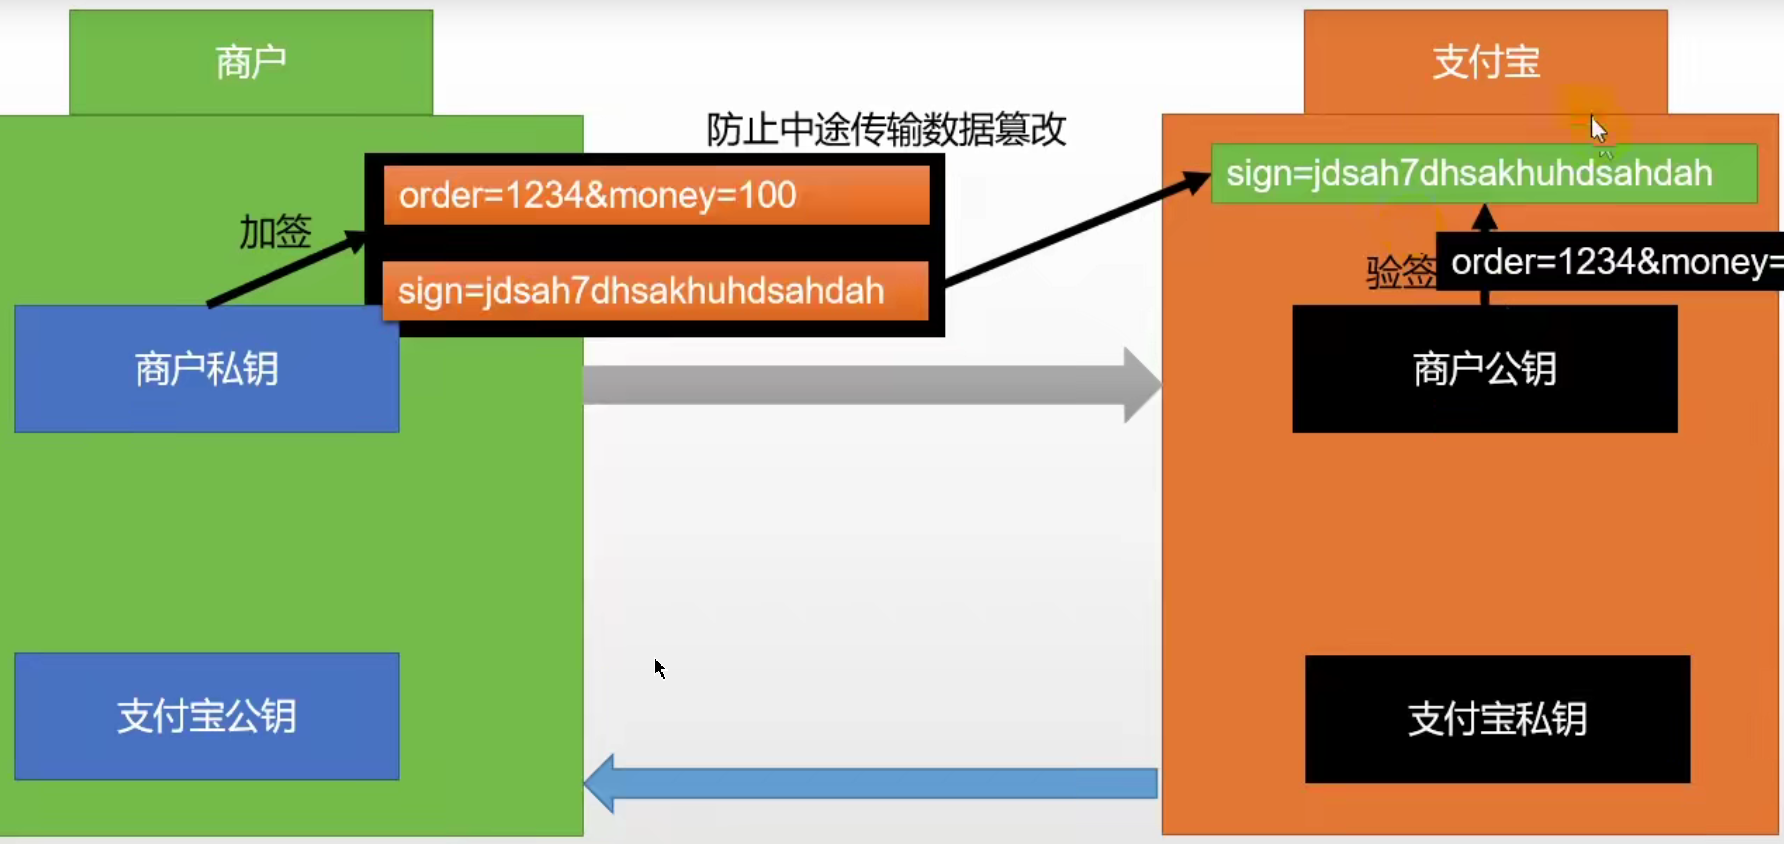 商户
支付宝
防止中途传输数据篡改
sign=jdsah7dhsakhuhdsahdah
order=1234&money=100
加签
验签
order=1234&money=
sign=jdsah7dhsakhuhdsahdah
商户私钥
商户公钥
支付宝公钥
支付宝私钥